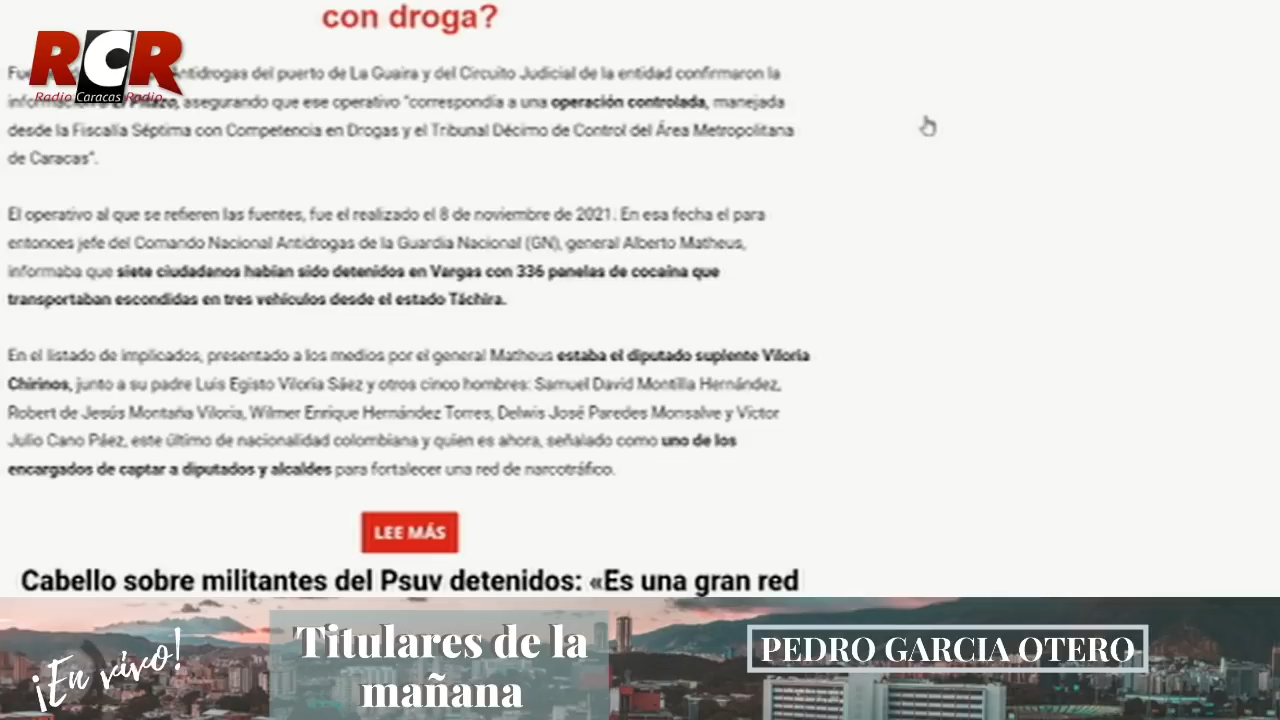 con droga?
RCR
Radio Caracas Radio
ntidrogas del puerto de La Guaira y del Circuito Judicial de la entidad confirmaron la
asegurando que ese operativo "correspondía a una operación controlada, manejada
desde la Fiscalía Séptima con Competencia en Drogas y el Tribunal Décimo de Control del Área Metropolitana
de Caracas".
El operativo al que se refieren las fuentes, fue el realizado el 8 de noviembre de 2021. En esa fecha el para
entonces jefe del Comando Nacional Antidrogas de la Guardia Nacional (GN), general Alberto Matheus,
informaba que siete ciudadanos habían sido detenidos en Vargas con 336 panelas de cocaína que
transportaban escondidas en tres vehículos desde el estado Táchira.
En el listado de implicados, presentado a los medios por el general Matheus estaba el diputado suplente Viloria
Chirinos, junto a su padre Luis Egisto Viloria Sáez y otros cinco hombres: Samuel David Montilla Hernández,
Robert de Jesús Montaña Viloria, Wilmer Enrique Hernández Torres, Delwis José Paredes Monsalve y Víctor
Julio Cano Páez, este último de nacionalidad colombiana y quien es ahora, señalado como uno de los
encargados de captar a diputados y alcaldes para fortalecer una red de narcotráfico.
LEE MÁS
Cabello sobre militantes del Psuv detenidos: «Es una gran red
¡En vivo!
Titulares de la
mañana
PEDRO GARCIA OTERO